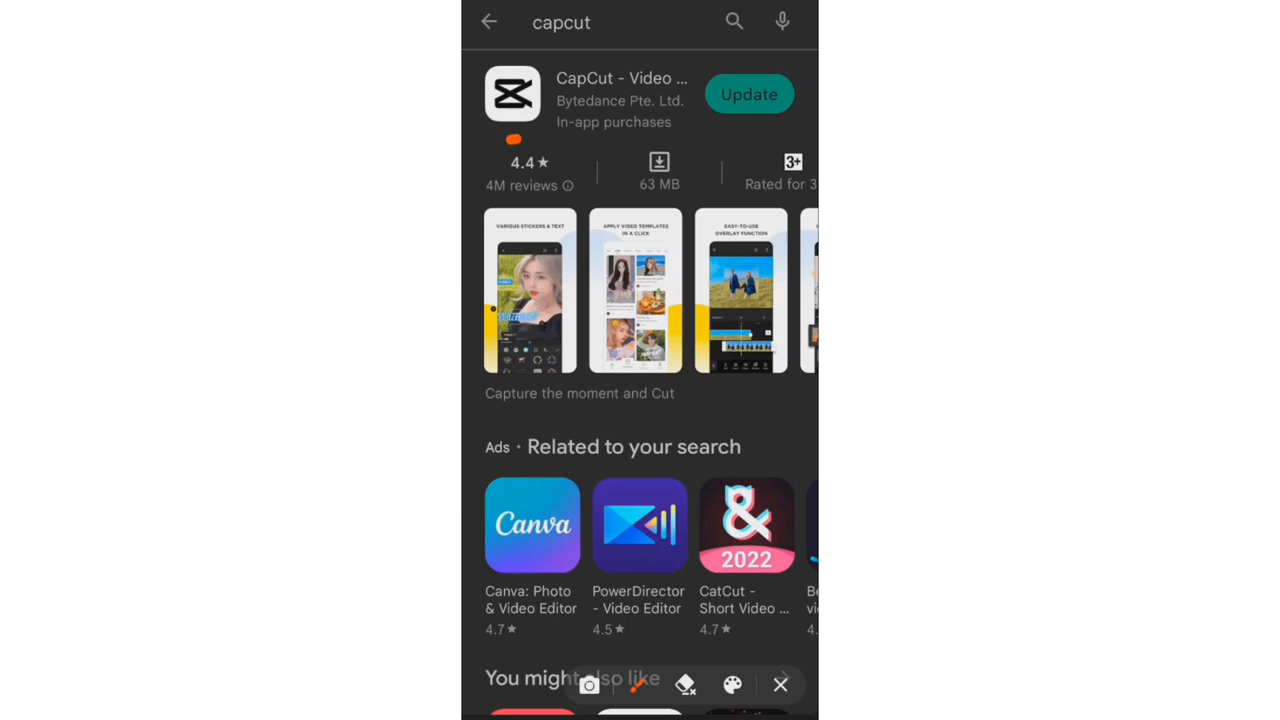 capcut
CapCut - Video ...
Bytedance Pte. Ltd.
In-app purchases
Update
4.4★
4M reviews
63 MB
3+
Rated for 3
VARIOUS STICKERS & TEXT
APPLY VIDEO TEMPLATES
IN A CLICK
EASY-TO-USE
OVERLAY FUNCTION
Capture the moment and Cut
Ads • Related to your search
Canva
&
2022
Canva: Photo
& Video Editor
4.7★
PowerDirector
- Video Editor
4.5★
CatCut -
Short Video ...
4.7★
You might also like